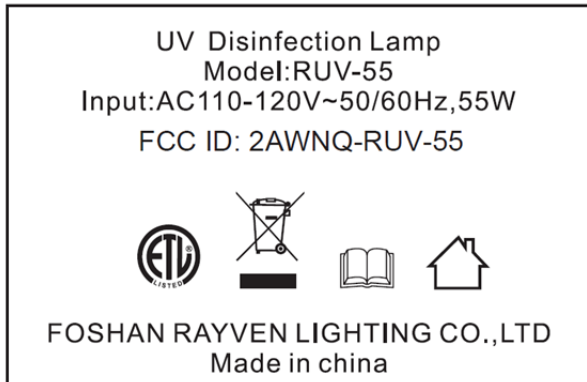 UV Disinfection Lamp
Model:RUV-55
Input:AC110-120V~50/60Hz,55W
FCC ID: 2AWNQ-RUV-55
ETL®
LISTED
FOSHAN RAYVEN LIGHTING CO.,LTD
Made in china